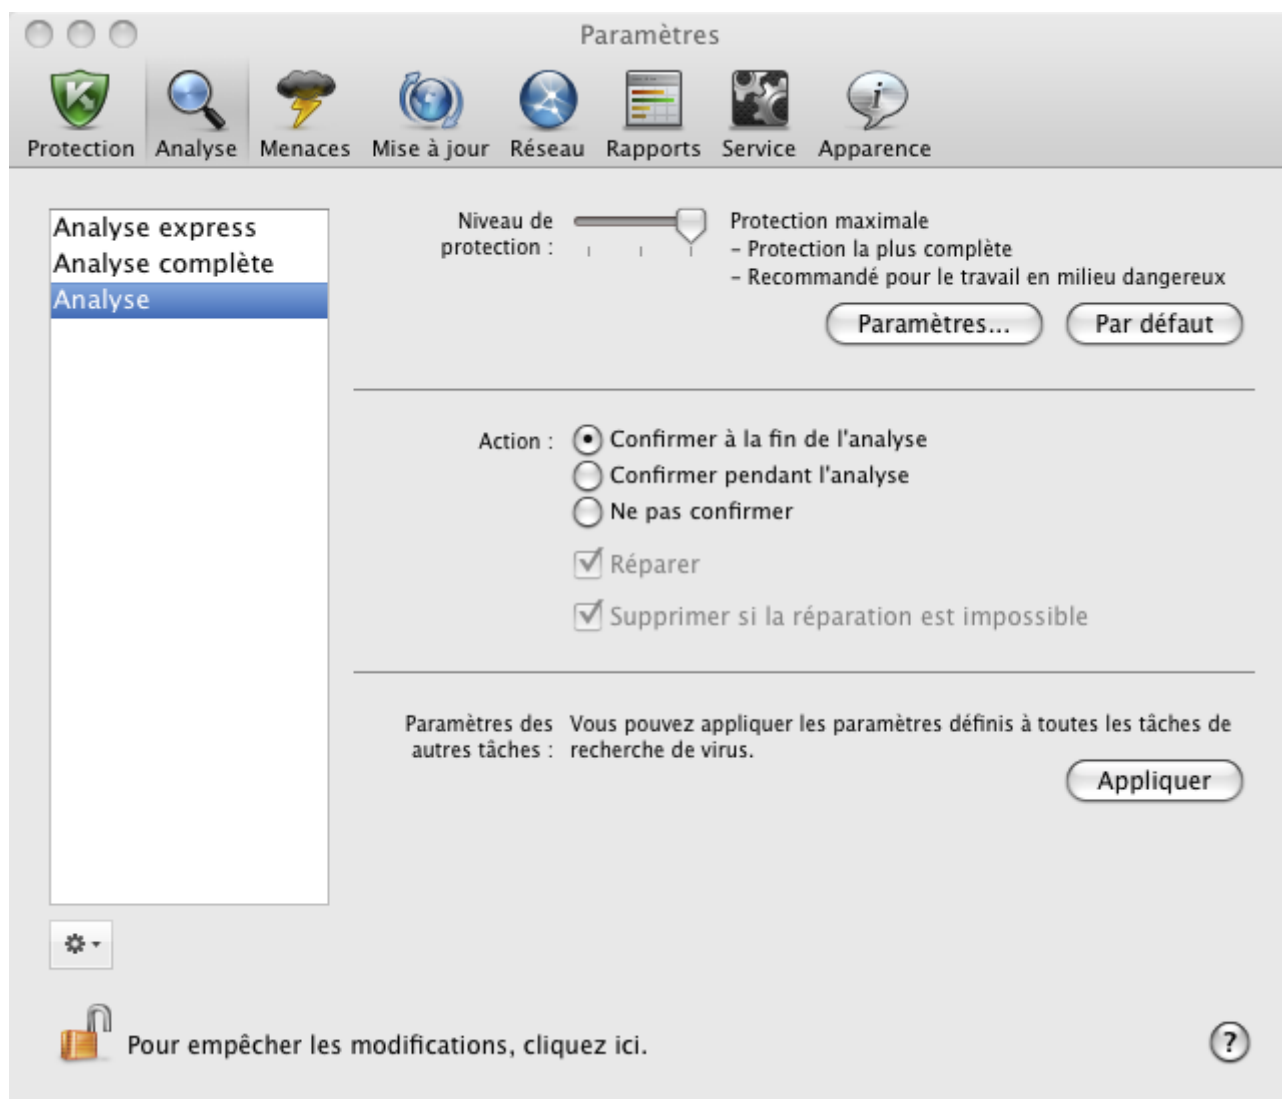 Paramètres
Protection Analyse Menaces Mise à jour Réseau Rapports Service Apparence
Analyse express
Analyse complète
Analyse
Niveau de
protection :
Protection maximale
– Protection la plus complète
– Recommandé pour le travail en milieu dangereux
Paramètres... Par défaut
Action :
Confirmer à la fin de l'analyse
Confirmer pendant l'analyse
Ne pas confirmer
Réparer
Supprimer si la réparation est impossible
Paramètres des
autres tâches :
Vous pouvez appliquer les paramètres définis à toutes les tâches de
recherche de virus.
Appliquer
Pour empêcher les modifications, cliquez ici.
?